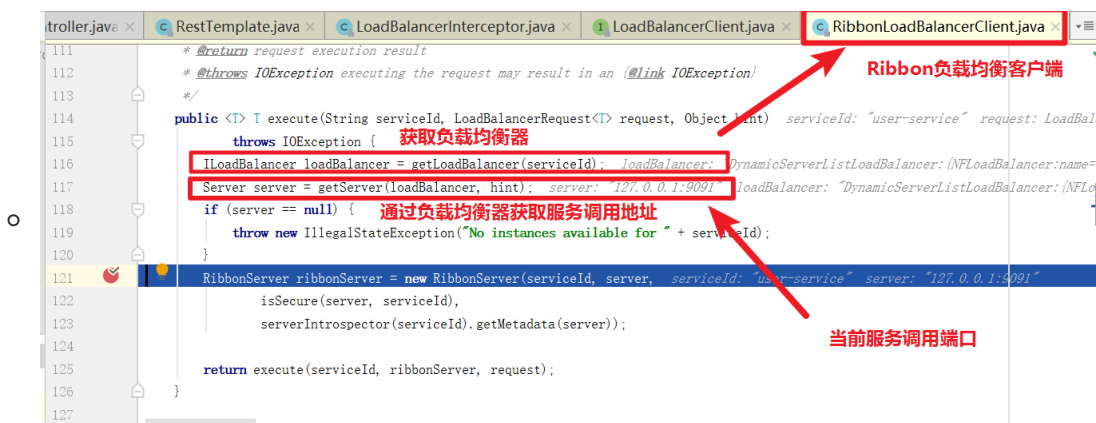 troller.java × RestTemplate.java × LoadBalancerInterceptor.java × LoadBalancerClient.java × RibbonLoadBalancerClient.java ×
111 * @return request execution result
Ribbon负载均衡客户端
112 * @throws IOException executing the request may result in an {@link IOException}
113 */
114 public <T> T execute(String serviceId, LoadBalancerRequest<T> request, Object hint) serviceId: "user-service" request: LoadBal
115 throws IOException { 获取负载均衡器
116 ILoadBalancer loadBalancer = getLoadBalancer(serviceId); loadBalancer: "DynamicServerListLoadBalancer:{NFLoadBalancer:name=
117 Server server = getServer(loadBalancer, hint); server: "127.0.0.1:9091" loadBalancer: "DynamicServerListLoadBalancer:{NFLo
118 if (server == null) { 通过负载均衡器获取服务调用地址
119 throw new IllegalStateException("No instances available for " + serviceId);
120 }
121 RibbonServer ribbonServer = new RibbonServer(serviceId, server, serviceId: "user-service" server: "127.0.0.1:9091"
122 isSecure(server, serviceId),
123 serverIntrospector(serviceId).getMetadata(server));
当前服务调用端口
124
125 return execute(serviceId, ribbonServer, request);
126 }
127